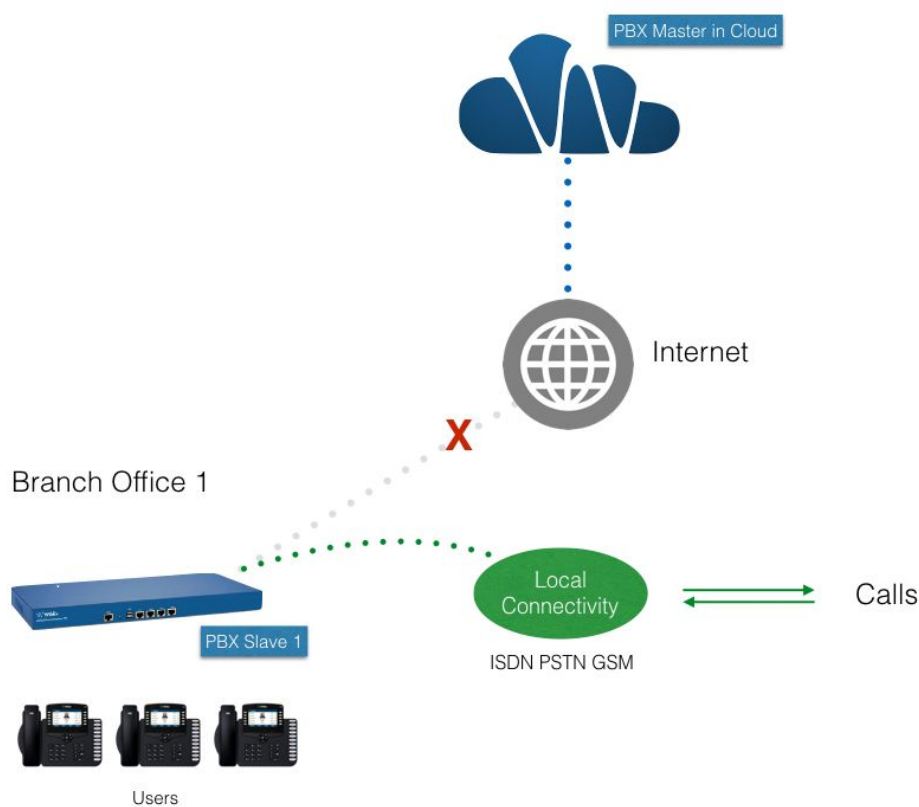 PBX Master in Cloud
Internet
X
Branch Office 1
Local
Connectivity
Calls
PBX Slave 1
ISDN PSTN GSM
Users